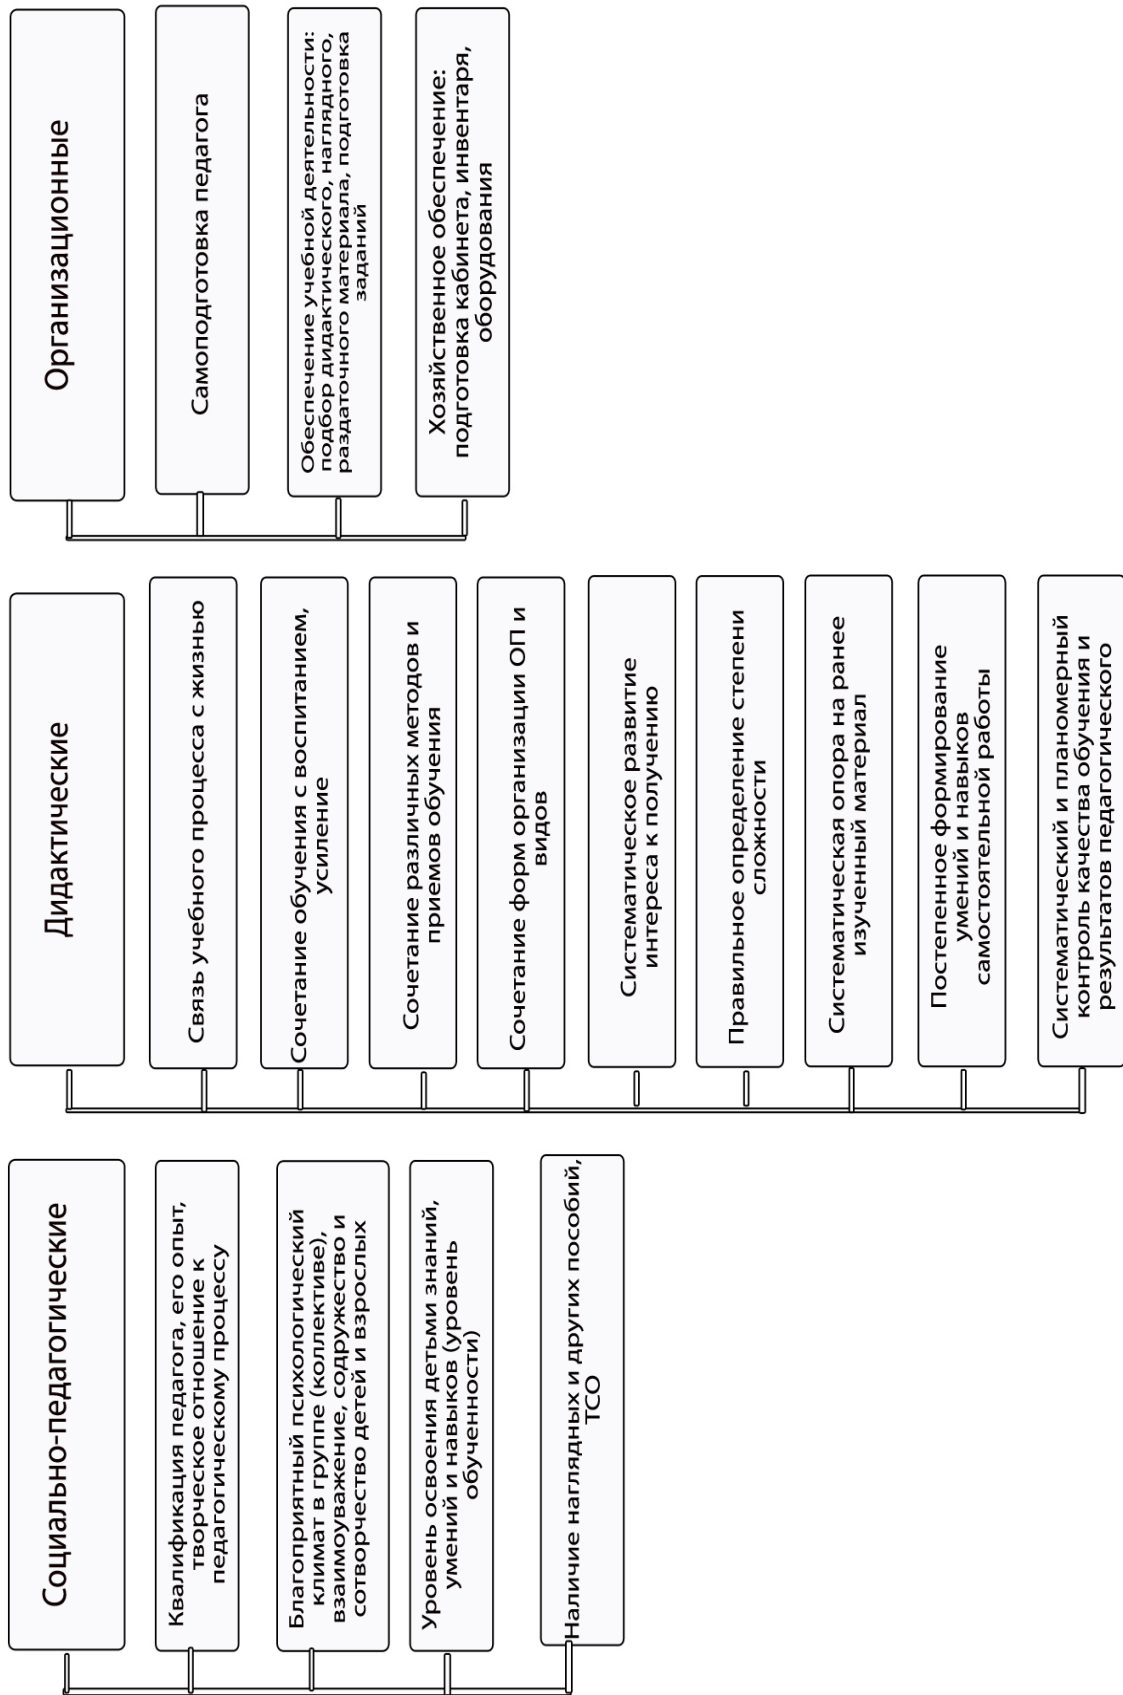 Социально-педагогические
Квалификация педагога, его опыт,
творческое отношение к
педагогическому процессу
Благоприятный психологический
климат в группе (коллективе),
взаимоуважение, содружество и
сотворчество детей и взрослых
Уровень освоения детьми знаний,
умений и навыков (уровень
обученности)
Наличие наглядных и других пособий,
ТСО
Дидактические
Связь учебного процесса с жизнью
Сочетание обучения с воспитанием,
усиление
Сочетание различных методов и
приемов обучения
Сочетание форм организации ОП и
видов
Систематическое развитие
интереса к получению
Правильное определение степени
сложности
Систематическая опора на ранее
изученный материал
Постепенное формирование
умений и навыков
самостоятельной работы
Систематический и планомерный
контроль качества обучения и
результатов педагогического
Организационные
Самоподготовка педагога
Обеспечение учебной деятельности:
подбор дидактического, наглядного,
раздаточного материала, подготовка
заданий
Хозяйственное обеспечение:
подготовка кабинета, инвентаря,
оборудования